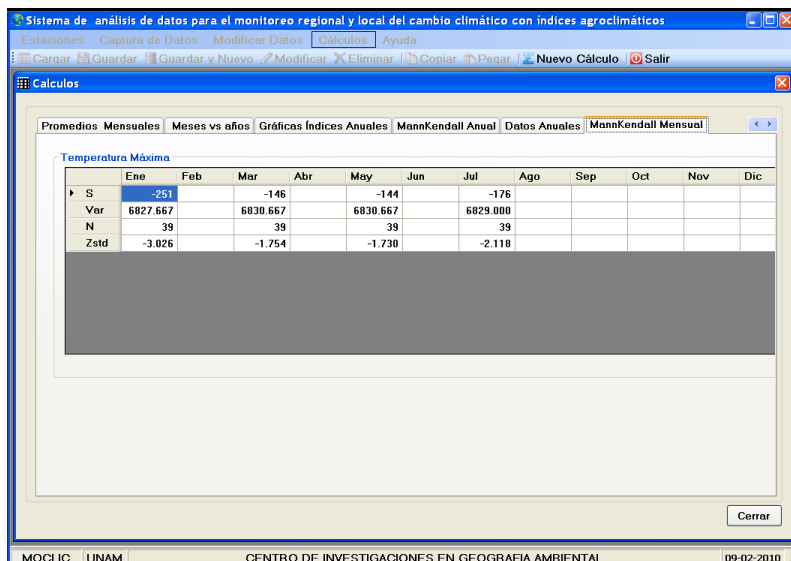 Sistema de análisis de datos para el monitoreo regional y local del cambio climático con índices agroclimáticos
Estaciones Captura de Datos Modificar Datos Cálculos Ayuda
Cargar Guardar Guardar y Nuevo Modificar Eliminar Copiar Pegar Nuevo Cálculo Salir
Calculos
Promedios Mensuales Meses vs años Gráficas Índices Anuales MannKendall Anual Datos Anuales MannKendall Mensual
Temperatura Máxima
Ene Feb Mar Abr May Jun Jul Ago Sep Oct Nov Dic
S -251 -146 -144 -176
Var 6827.667 6830.667 6830.667 6829.000
N 39 39 39 39
Zstd -3.026 -1.754 -1.730 -2.118
Cerrar
MOCLIC UNAM CENTRO DE INVESTIGACIONES EN GEOGRAFIA AMBIENTAL 09-02-2010